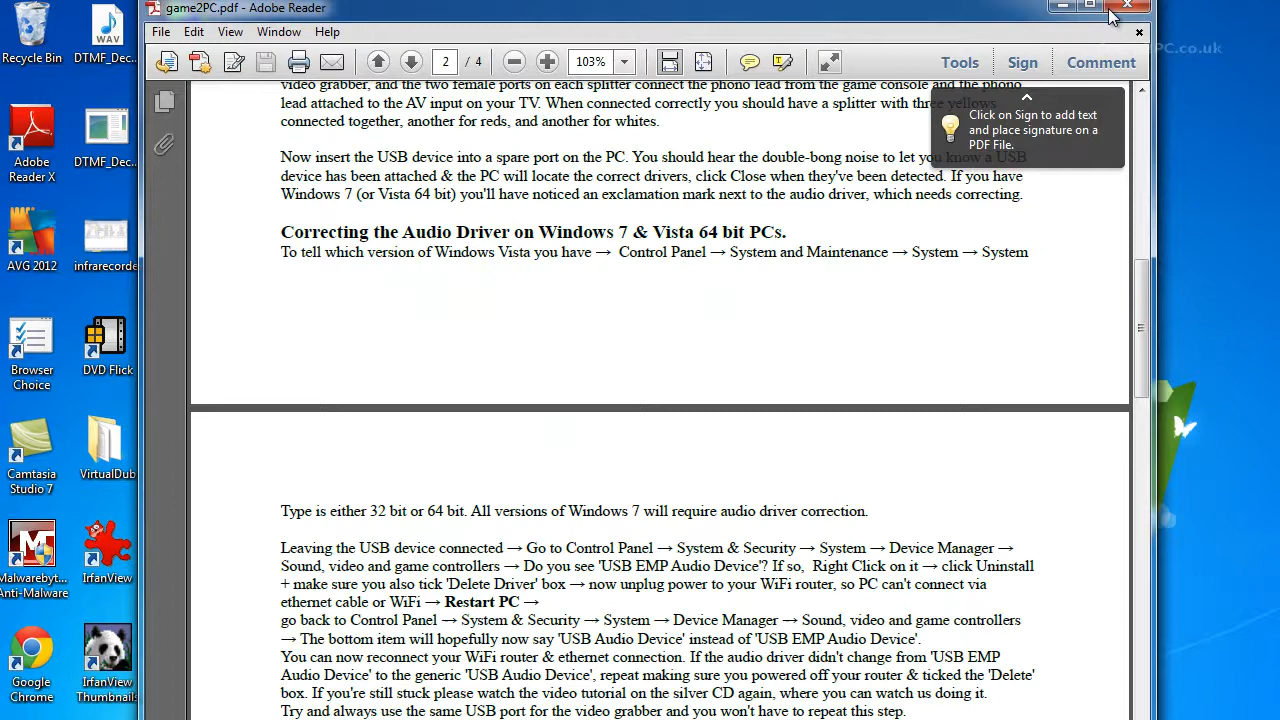 game2PC.pdf - Adobe Reader
File Edit View Window Help
2 / 4
103%
Tools Sign Comment
PC.co.uk
Click on Sign to add text
and place signature on a
PDF File.
video grabber, and the two female ports on each splitter connect the phono lead from the game console and the phono
lead attached to the AV input on your TV. When connected correctly you should have a splitter with three yellows
connected together, another for reds, and another for whites.
Now insert the USB device into a spare port on the PC. You should hear the double-bong noise to let you know a USB
device has been attached & the PC will locate the correct drivers, click Close when they've been detected. If you have
Windows 7 (or Vista 64 bit) you'll have noticed an exclamation mark next to the audio driver, which needs correcting.
Correcting the Audio Driver on Windows 7 & Vista 64 bit PCs.
To tell which version of Windows Vista you have → Control Panel → System and Maintenance → System → System
Type is either 32 bit or 64 bit. All versions of Windows 7 will require audio driver correction.
Leaving the USB device connected → Go to Control Panel → System & Security → System → Device Manager →
Sound, video and game controllers → Do you see 'USB EMP Audio Device'? If so, Right Click on it → click Uninstall
+ make sure you also tick 'Delete Driver' box → now unplug power to your WiFi router, so PC can't connect via
ethernet cable or WiFi → Restart PC →
go back to Control Panel → System & Security → System → Device Manager → Sound, video and game controllers
→ The bottom item will hopefully now say 'USB Audio Device' instead of 'USB EMP Audio Device'.
You can now reconnect your WiFi router & ethernet connection. If the audio driver didn't change from 'USB EMP
Audio Device' to the generic 'USB Audio Device', repeat making sure you powered off your router & ticked the 'Delete'
box. If you're still stuck please watch the video tutorial on the silver CD again, where you can watch us doing it.
Try and always use the same USB port for the video grabber and you won't have to repeat this step.
Recycle Bin
WAV
DTMF_Dec...
Adobe
Reader X
DTMF_Dec...
AVG 2012
infrarecorde
Browser
Choice
DVD Flick
Camtasia
Studio 7
VirtualDub
Malwarebyt...
Anti-Malware
IrfanView
Google
Chrome
IrfanView
Thumbnails